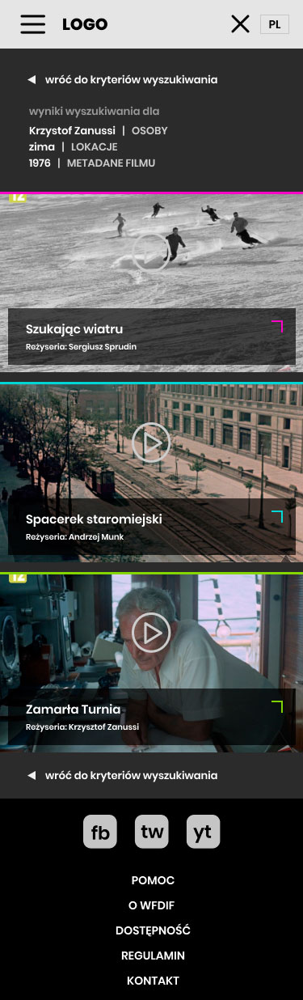 LOGO
PL
wróć do kryteriów wyszukiwania
wyniki wyszukiwania dla
Krzystof Zanussi | OSOBY
zima | LOKACJE
1976 | METADANE FILMU
12
Szukając wiatru
Reżyseria: Sergiusz Sprudin
Spacerek staromiejski
Reżyseria: Andrzej Munk
12
Zamarła Turnia
Reżyseria: Krzysztof Zanussi
wróć do kryteriów wyszukiwania
fb tw yt
POMOC
O WFDIF
DOSTĘPNOŚĆ
REGULAMIN
KONTAKT